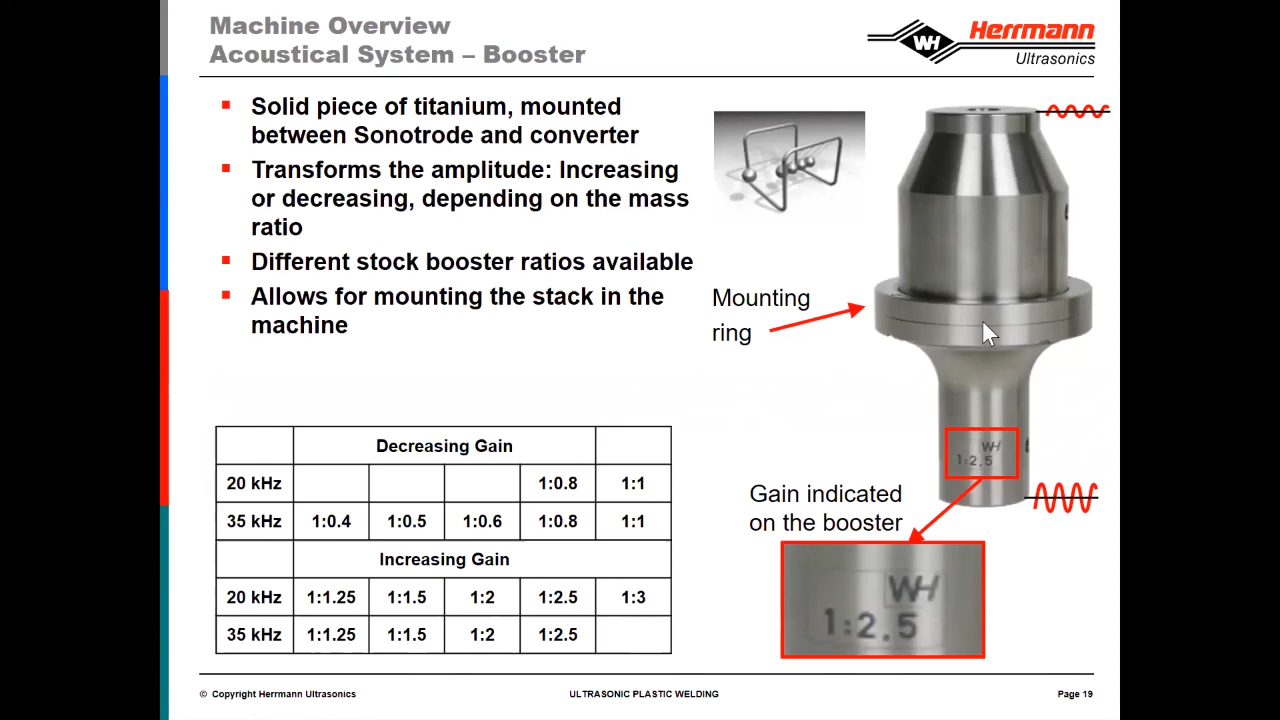 Machine Overview
Acoustical System – Booster
WH Herrmann
Ultrasonics
▪ Solid piece of titanium, mounted
between Sonotrode and converter
▪ Transforms the amplitude: Increasing
or decreasing, depending on the mass
ratio
▪ Different stock booster ratios available
▪ Allows for mounting the stack in the
machine
Mounting
ring
WH
1:2.5
Gain indicated
on the booster
WH
1:2.5
Decreasing Gain
20 kHz 1:0.8 1:1
35 kHz 1:0.4 1:0.5 1:0.6 1:0.8 1:1
Increasing Gain
20 kHz 1:1.25 1:1.5 1:2 1:2.5 1:3
35 kHz 1:1.25 1:1.5 1:2 1:2.5
© Copyright Herrmann Ultrasonics
ULTRASONIC PLASTIC WELDING
Page 19